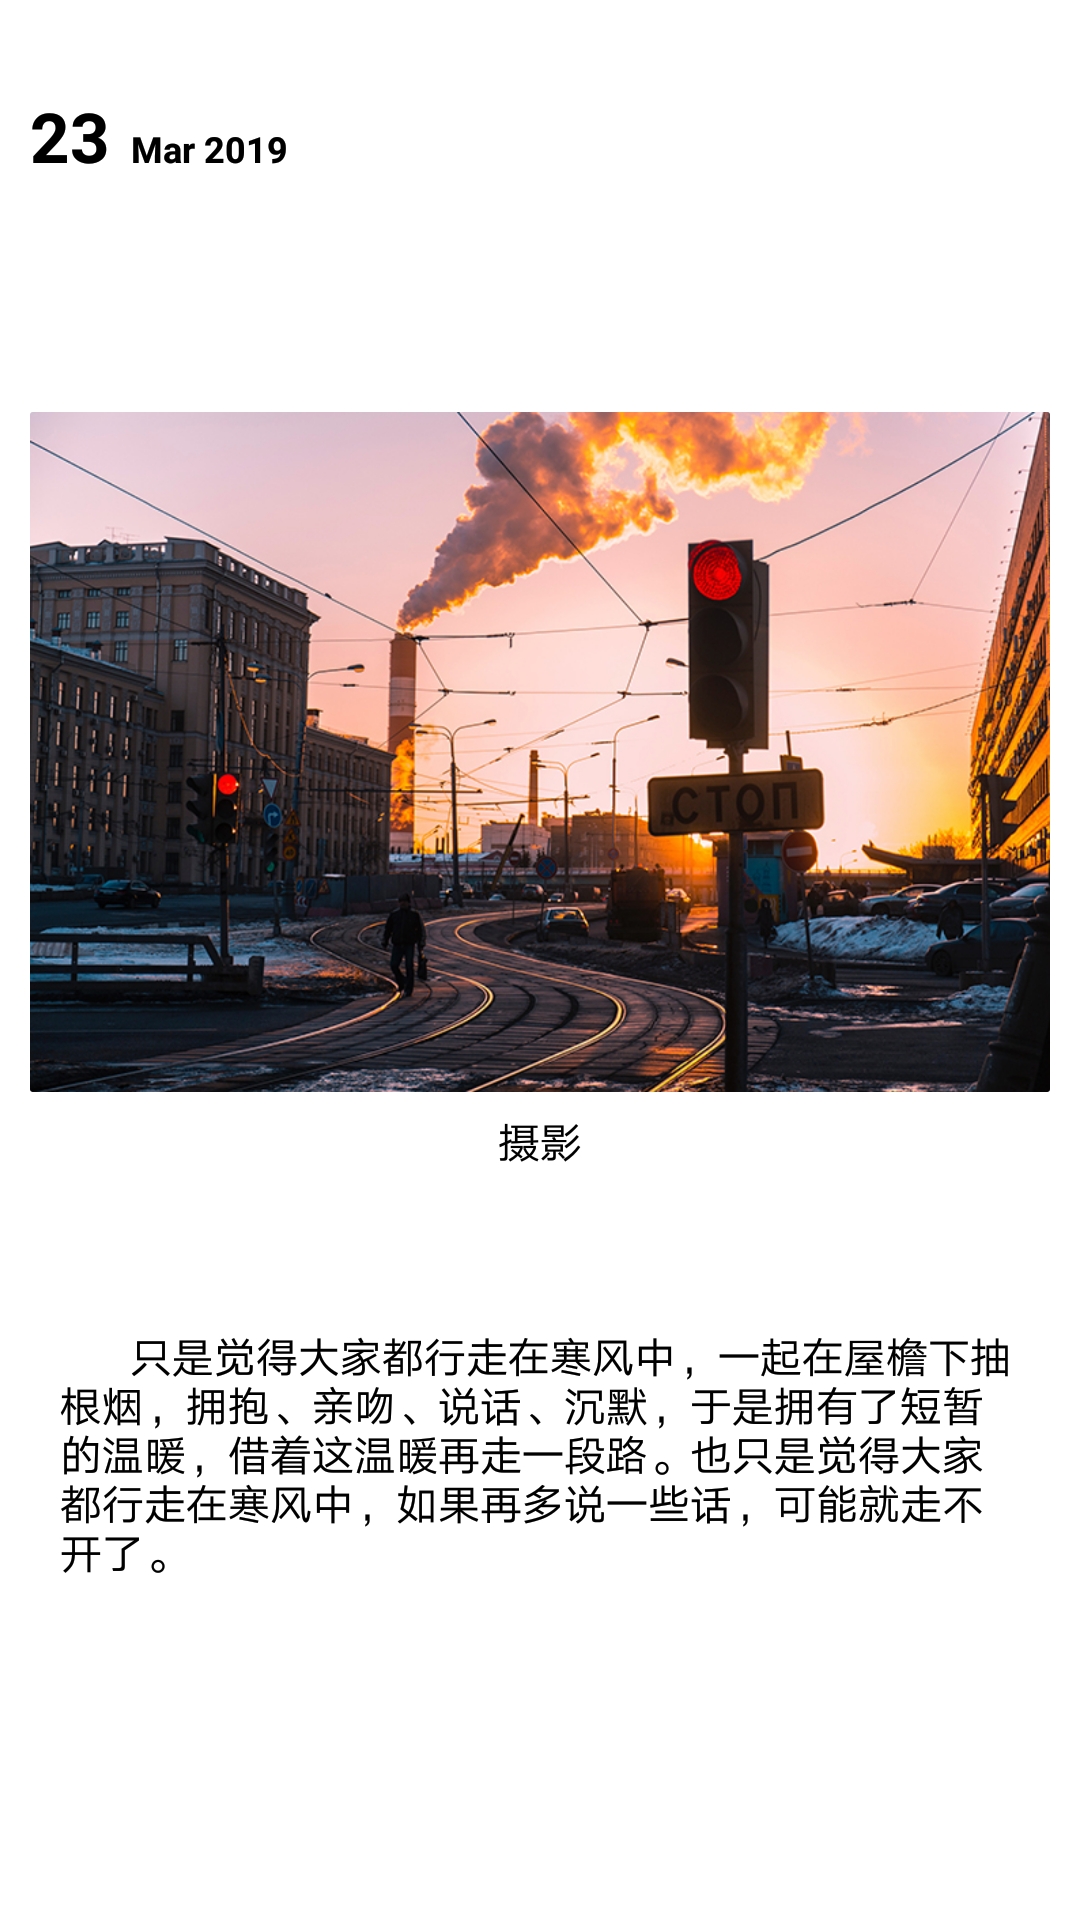 23 Mar 2019
СТОП
摄影
只是觉得大家都行走在寒风中，一起在屋檐下抽
根烟，拥抱、亲吻、说话、沉默，于是拥有了短暂
的温暖，借着这温暖再走一段路。也只是觉得大家
都行走在寒风中，如果再多说一些话，可能就走不
开了。